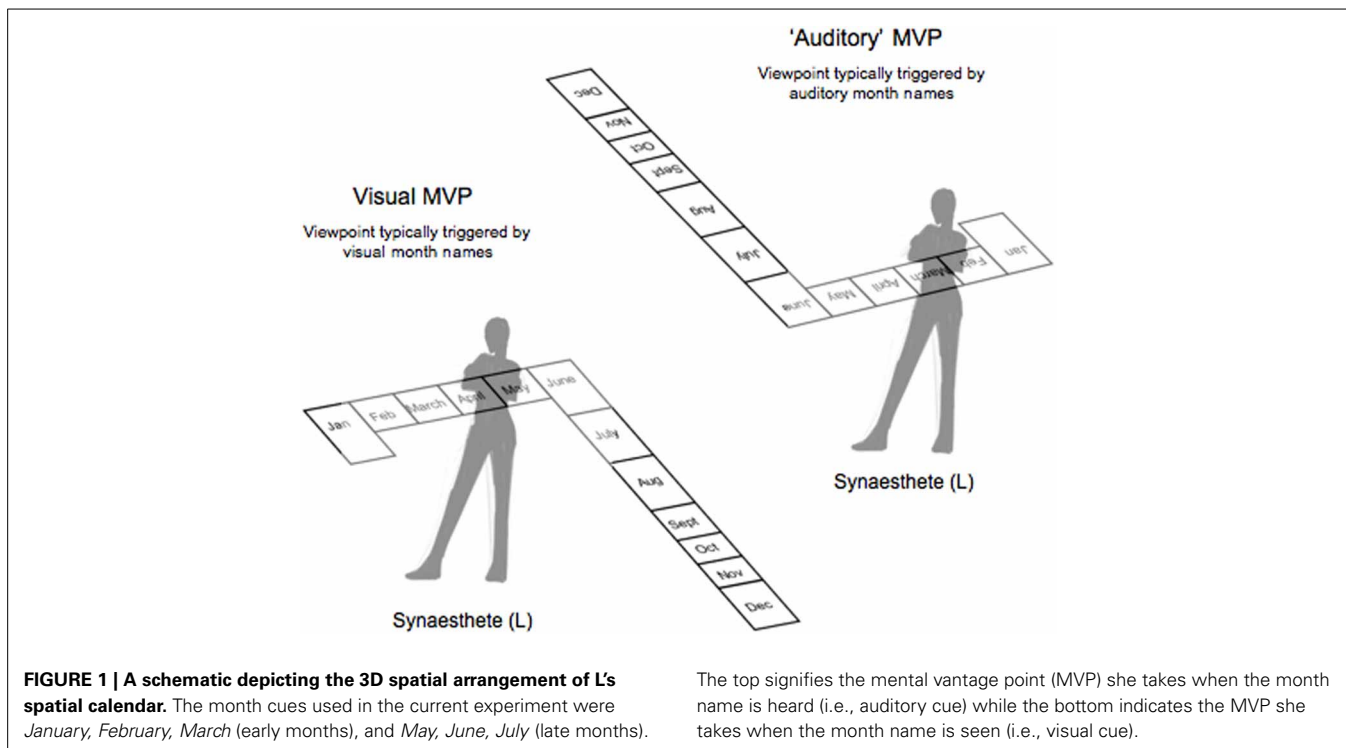 'Auditory' MVP
Viewpoint typically triggered by
auditory month names
Dec
Nov
Oct
Sept
Aug
July
June
May
April
March
Feb
Jan
Synaesthete (L)
Visual MVP
Viewpoint typically triggered by
visual month names
Jan
Feb
March
April
May
June
July
Aug
Sept
Oct
Nov
Dec
Synaesthete (L)
FIGURE 1 | A schematic depicting the 3D spatial arrangement of L's
spatial calendar. The month cues used in the current experiment were
January, February, March (early months), and May, June, July (late months).
The top signifies the mental vantage point (MVP) she takes when the month
name is heard (i.e., auditory cue) while the bottom indicates the MVP she
takes when the month name is seen (i.e., visual cue).